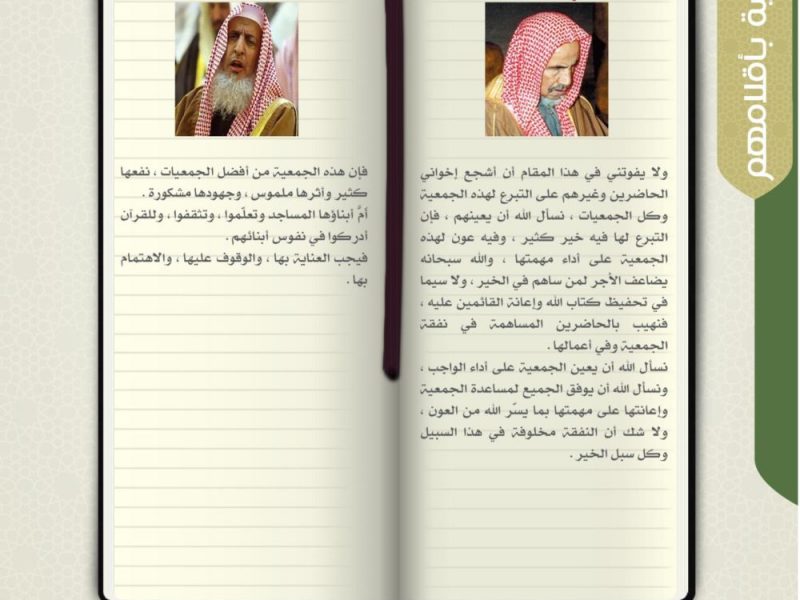 ية بأقلامهم
ولا يفوتني في هذا المقام أن أشجع إخواني
الحاضرين وغيرهم على التبرع لهذه الجمعية
وكل الجمعيات ، نسأل الله أن يعينهم ، فإن
التبرع لها فيه خير كثير ، وفيه عون لهذه
الجمعية على أداء مهمتها ، والله سبحانه
يضاعف الأجر لمن ساهم في الخير ، ولا سيما
في تحفيظ كتاب الله وإعانة القائمين عليه ،
فنهيب بالحاضرين المساهمة في نفقة
الجمعية وفي أعمالها .
نسأل الله أن يعين الجمعية على أداء الواجب ،
ونسأل الله أن يوفق الجميع لمساعدة الجمعية
وإعانتها على مهمتها بما يسّر الله من العون ،
ولا شك أن النفقة مخلوفة في هذا السبيل
وكل سبل الخير .
فإن هذه الجمعية من أفضل الجمعيات ، نفعها
كثير وأثرها ملموس ، وجهودها مشكورة .
أمَّ أبناؤها المساجد وتعلّموا ، وتثقفوا ، وللقرآن
أدركوا في نفوس أبنائهم .
فيجب العناية بها ، والوقوف عليها ، والاهتمام
بها .